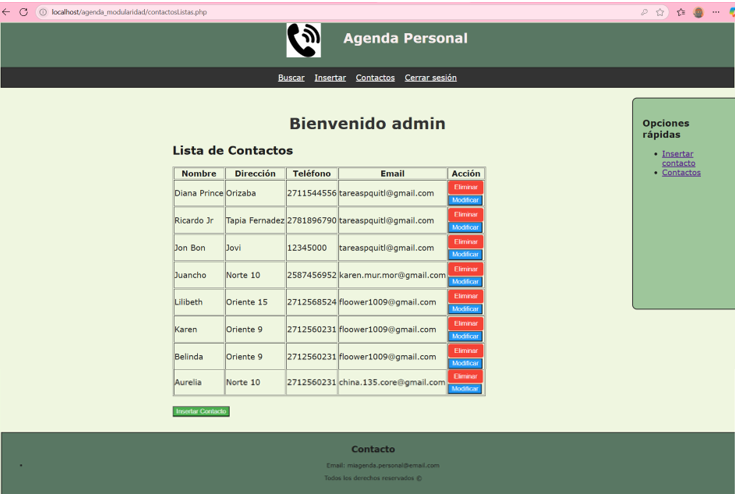 localhost/agenda_modularidad/contactosListas.php
Agenda Personal
Buscar Insertar Contactos Cerrar sesión
Bienvenido admin
Lista de Contactos
Nombre Dirección Teléfono Email Acción
Diana Prince Orizaba 2711544556 tareaspquitl@gmail.com Eliminar
Modificar
Ricardo Jr Tapia Fernadez 2781896790 tareaspquitl@gmail.com Eliminar
Modificar
Jon Bon Jovi 12345000 tareaspquitl@gmail.com Eliminar
Modificar
Juancho Norte 10 2587456952 karen.mur.mor@gmail.com Eliminar
Modificar
Lilibeth Oriente 15 2712568524 floower1009@gmail.com Eliminar
Modificar
Karen Oriente 9 2712560231 floower1009@gmail.com Eliminar
Modificar
Belinda Oriente 9 2712560231 floower1009@gmail.com Eliminar
Modificar
Aurelia Norte 10 2712560231 china.135.core@gmail.com Eliminar
Modificar
Insertar Contacto
Opciones
rápidas
Insertar
contacto
Contactos
Contacto
Email: miagenda.personal@email.com
Todos los derechos reservados ©